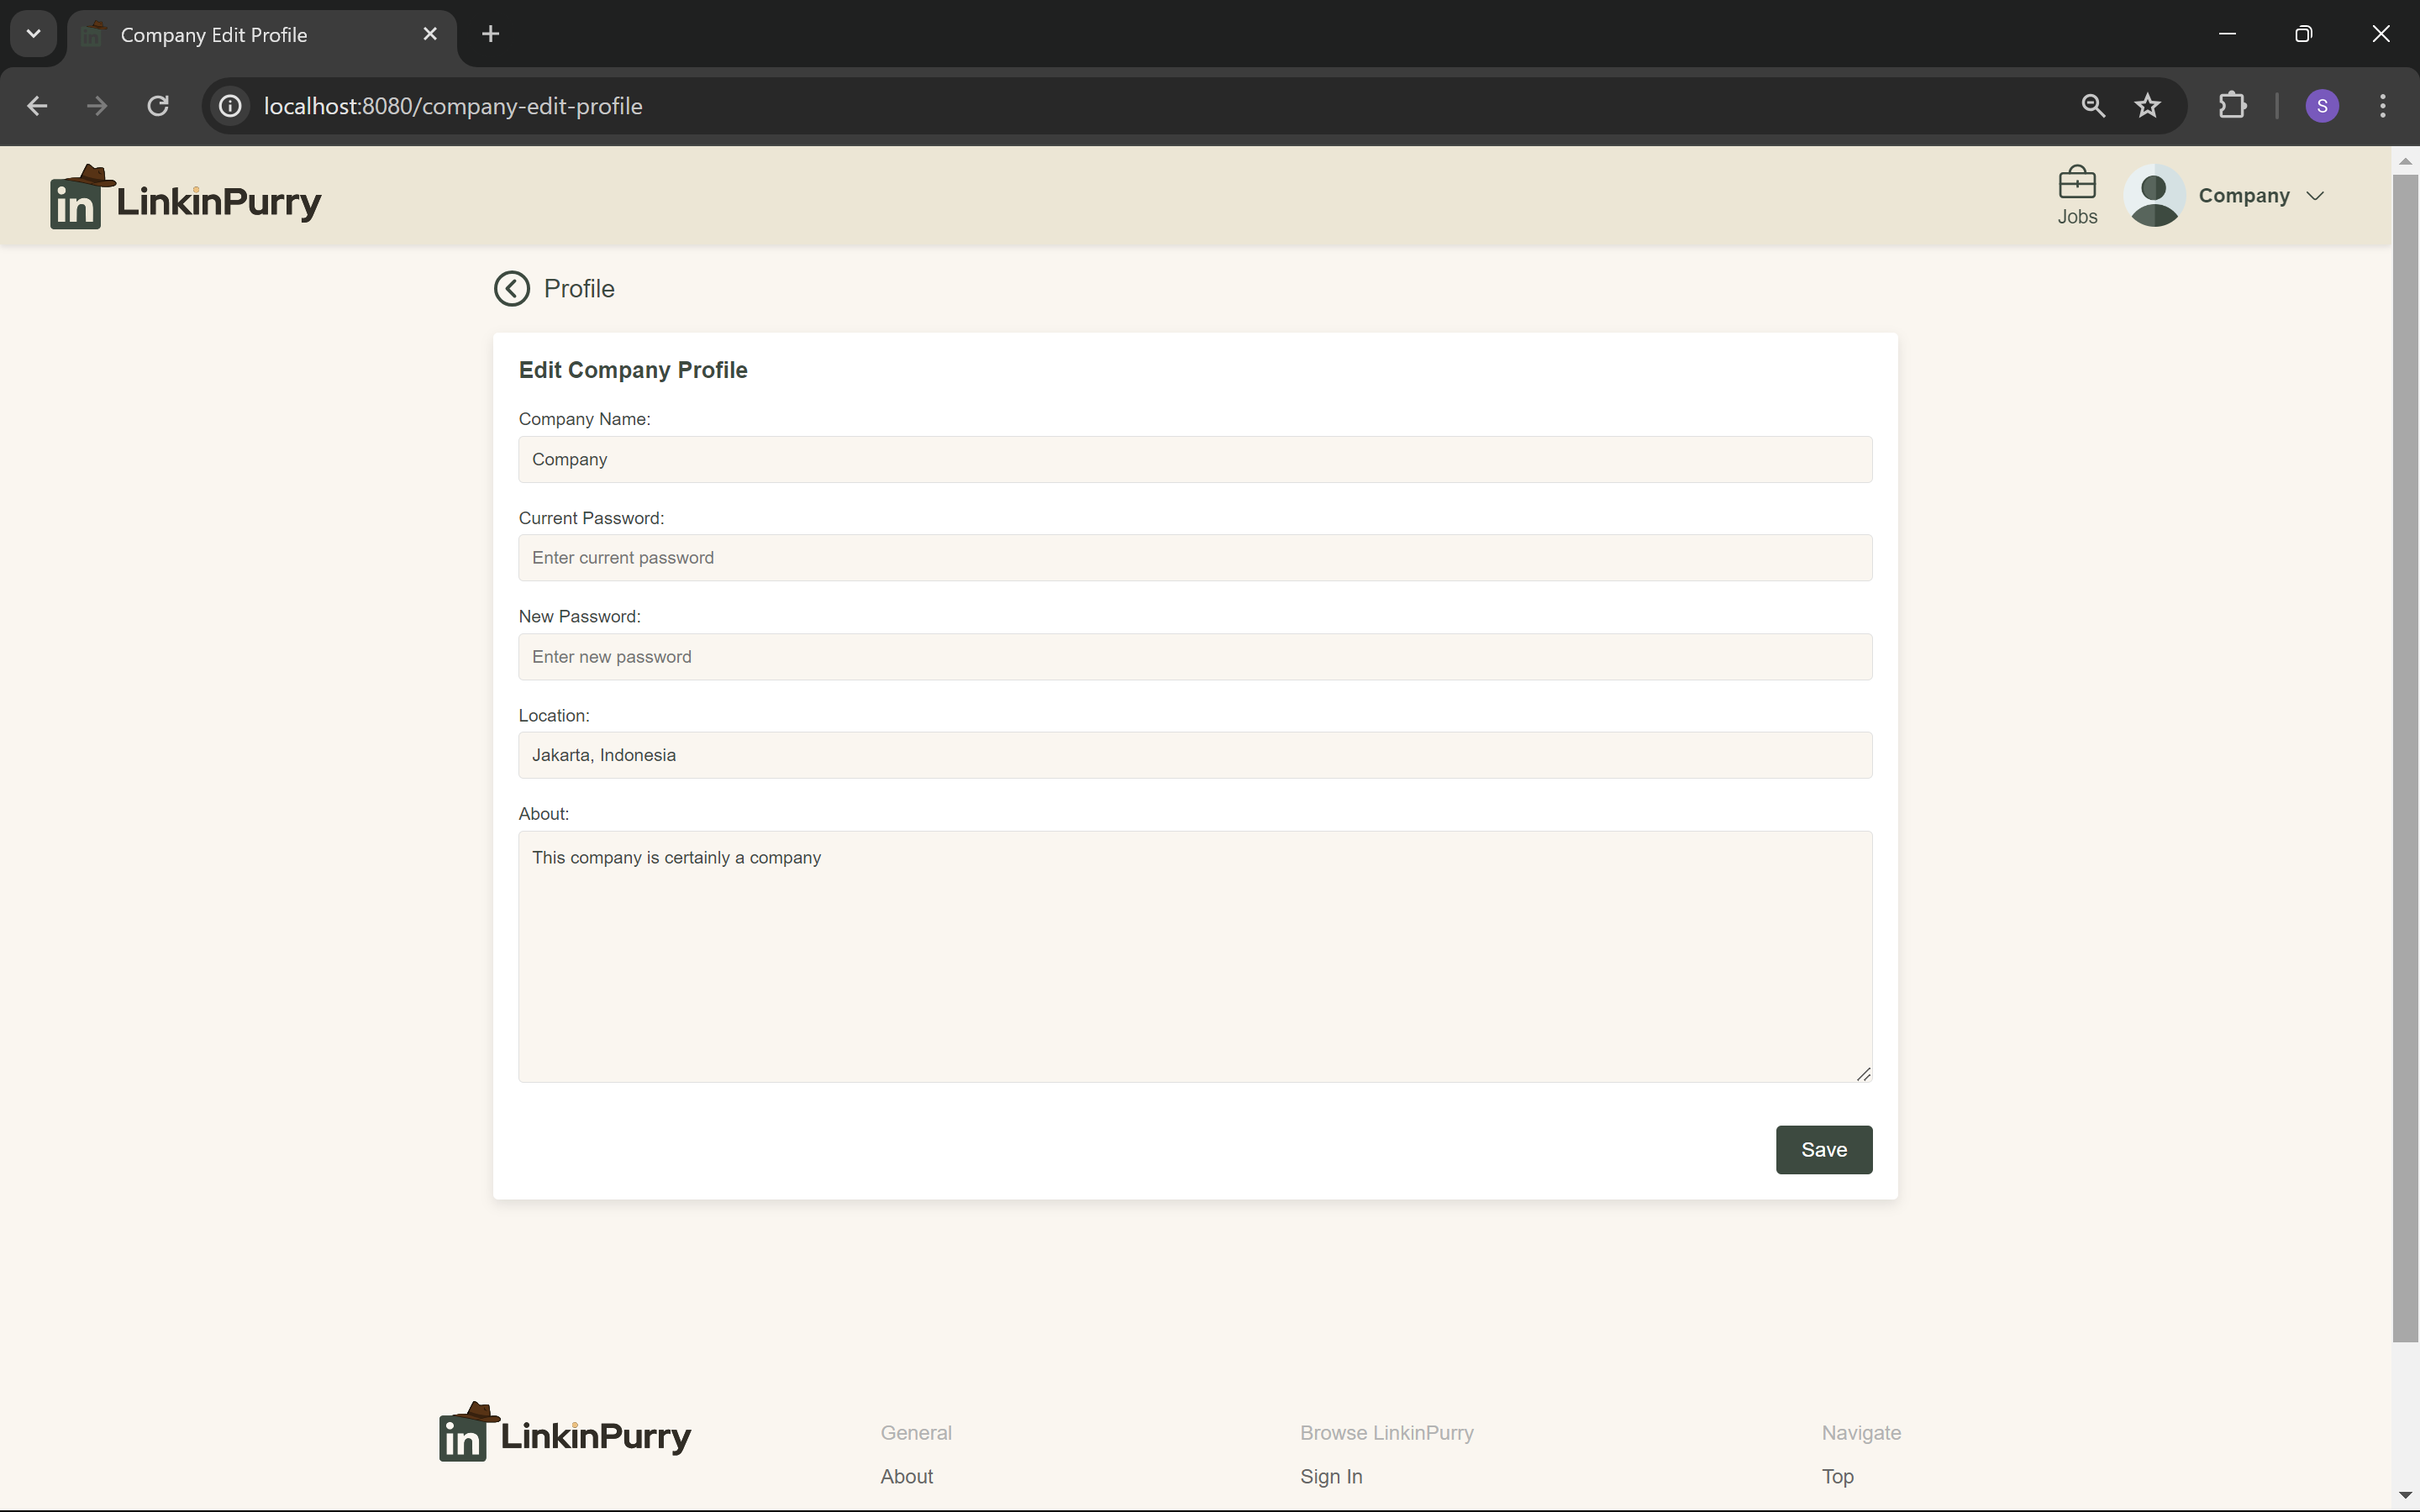 Company Edit Profile
localhost:8080/company-edit-profile
S
in LinkinPurry
Jobs
Company
Profile
Edit Company Profile
Company Name:
Company
Current Password:
Enter current password
New Password:
Enter new password
Location:
Jakarta, Indonesia
About:
This company is certainly a company
Save
in LinkinPurry
General
Browse LinkinPurry
Navigate
About
Sign In
Top